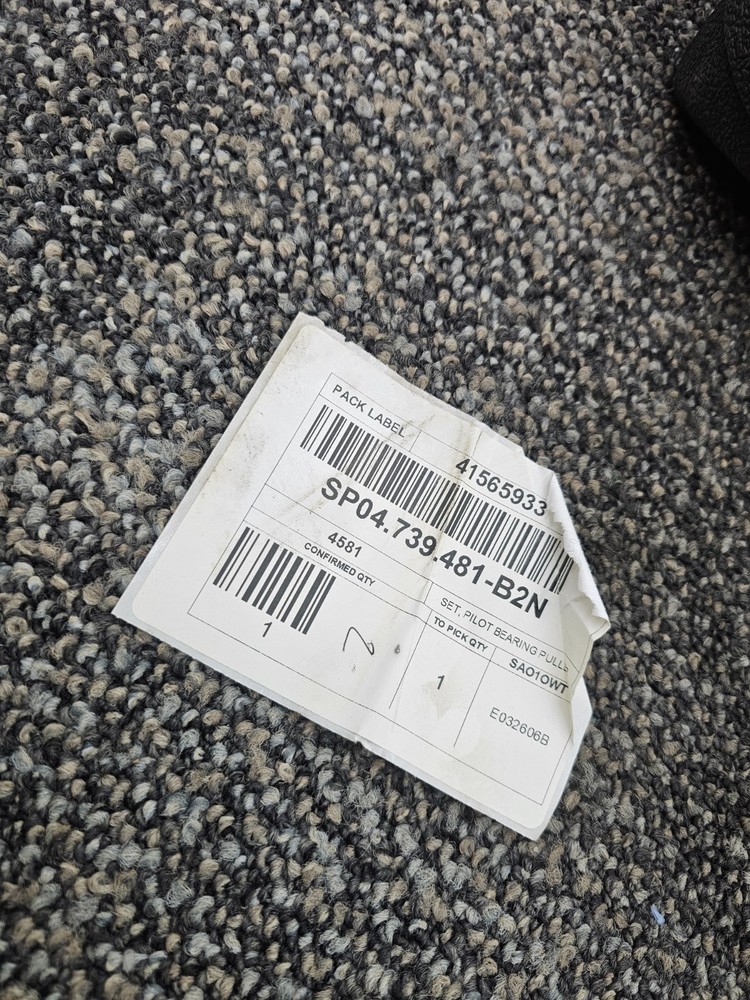 PACK LABEL
41565933
SP04.739.481-B2N
4581
SET, PILOT BEARING PULLE
CONFIRMED QTY
TO PICK QTY
SAO1OWT
1
1
E032606B